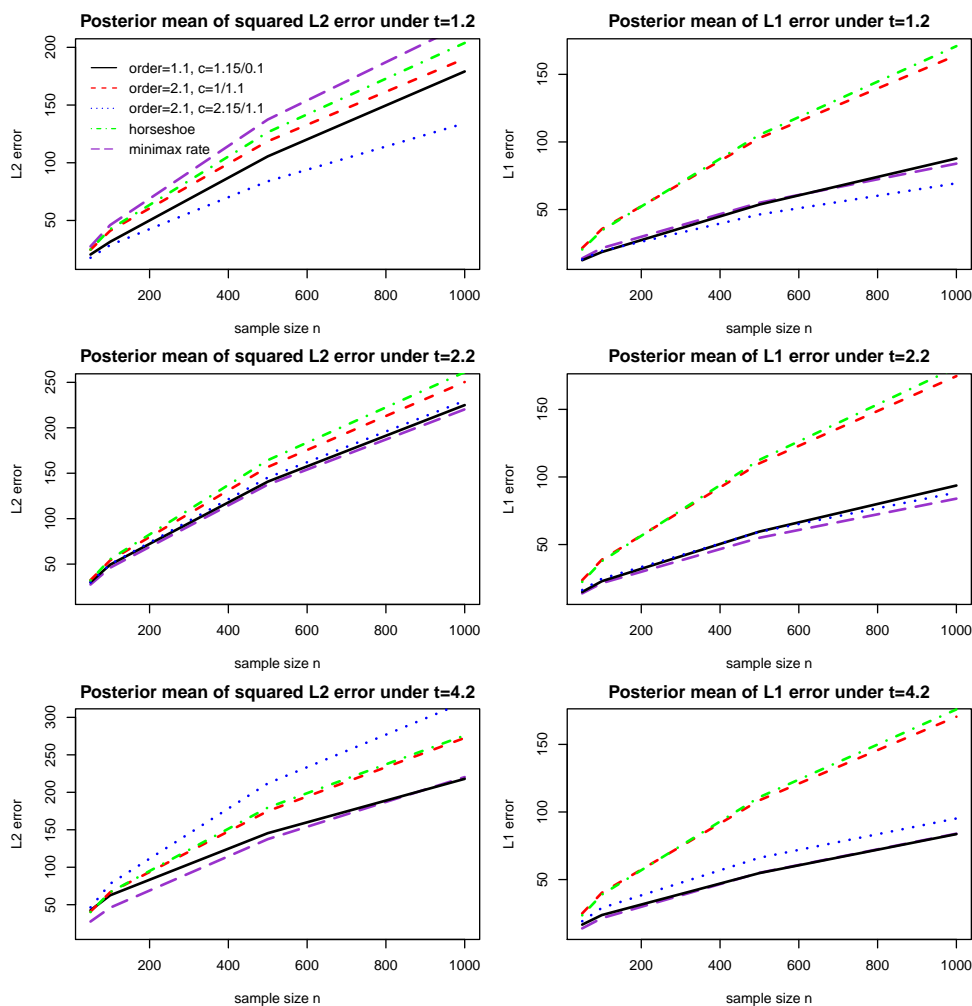 Posterior mean of squared L2 error under t=1.2
L2 error
200
150
100
50
order=1.1, c=1.15/0.1
order=2.1, c=1/1.1
order=2.1, c=2.15/1.1
horseshoe
minimax rate
200 400 600 800 1000
sample size n
Posterior mean of L1 error under t=1.2
L1 error
150
100
50
200 400 600 800 1000
sample size n
Posterior mean of squared L2 error under t=2.2
L2 error
250
200
150
100
50
200 400 600 800 1000
sample size n
Posterior mean of L1 error under t=2.2
L1 error
150
100
50
200 400 600 800 1000
sample size n
Posterior mean of squared L2 error under t=4.2
L2 error
300
250
200
150
100
50
200 400 600 800 1000
sample size n
Posterior mean of L1 error under t=4.2
L1 error
150
100
50
200 400 600 800 1000
sample size n